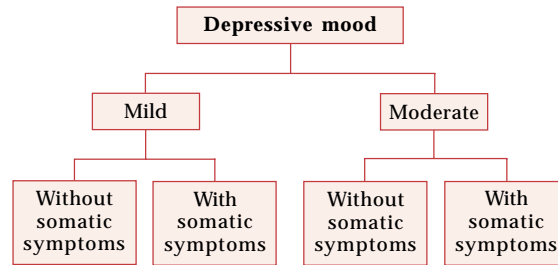 Depressive mood
Mild
Moderate
Without
somatic
symptoms
With
somatic
symptoms
Without
somatic
symptoms
With
somatic
symptoms